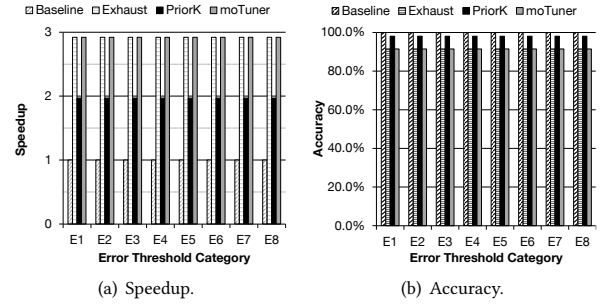 Baseline Exhaust PriorK moTuner
3
2
1
0
Speedup
E1 E2 E3 E4 E5 E6 E7 E8
Error Threshold Category
(a) Speedup.
Baseline Exhaust PriorK moTuner
100.0%
80.0%
60.0%
40.0%
20.0%
0.0%
Accuracy
E1 E2 E3 E4 E5 E6 E7 E8
Error Threshold Category
(b) Accuracy.